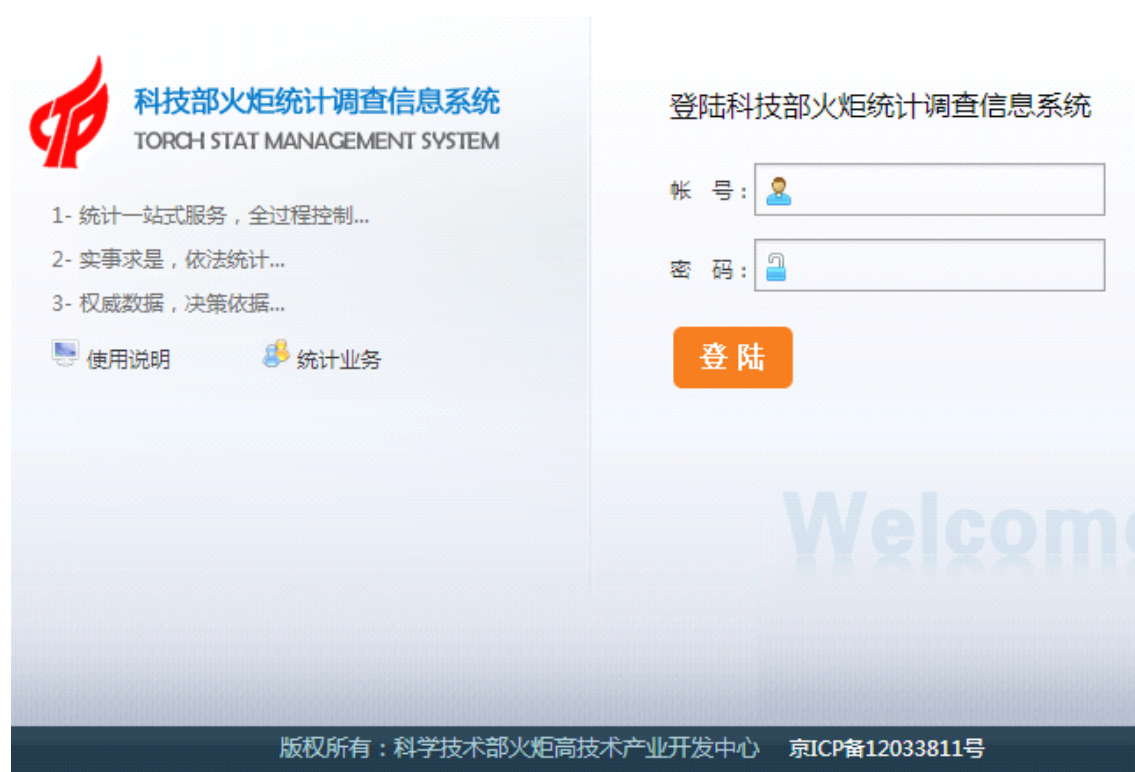 科技部火炬统计调查信息系统
TORCH STAT MANAGEMENT SYSTEM
1- 统计一站式服务，全过程控制...
2- 实事求是，依法统计...
3- 权威数据，决策依据...
使用说明 统计业务
登陆科技部火炬统计调查信息系统
帐 号：
密 码：
登 陆
Welcome
版权所有：科学技术部火炬高技术产业开发中心 京ICP备12033811号